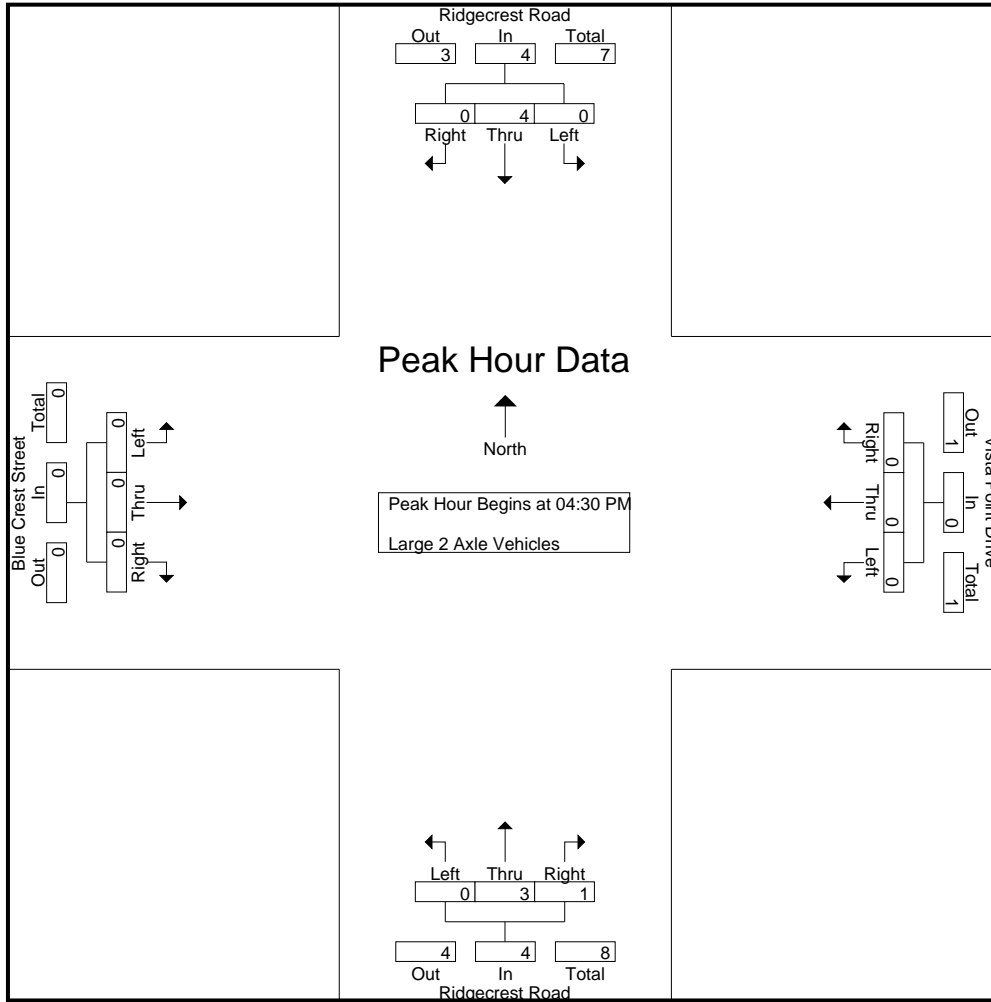 Ridgecrest Road
Out In Total
3 4 7
0 4 0
Right Thru Left
Peak Hour Data
North
Peak Hour Begins at 04:30 PM
Large 2 Axle Vehicles
Blue Crest Street
Out In Total
0 0 0
Right Thru Left
0 0 0
Vista Point Drive
Out In Total
1 0 1
Right Thru Left
0 0 0
Left Thru Right
0 3 1
4 4 8
Out In Total
Ridgecrest Road